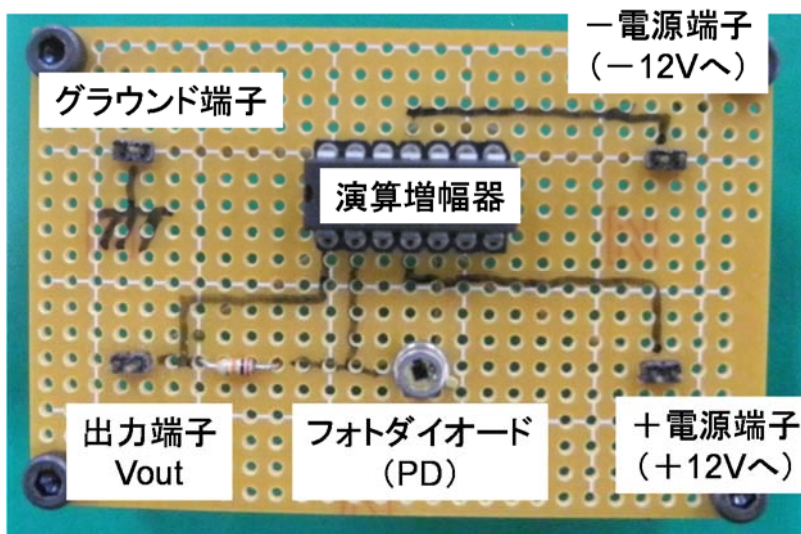 －電源端子
（－12Vへ）
グラウンド端子
演算増幅器
出力端子
Vout
フォトダイオード
（PD）
＋電源端子
（＋12Vへ）